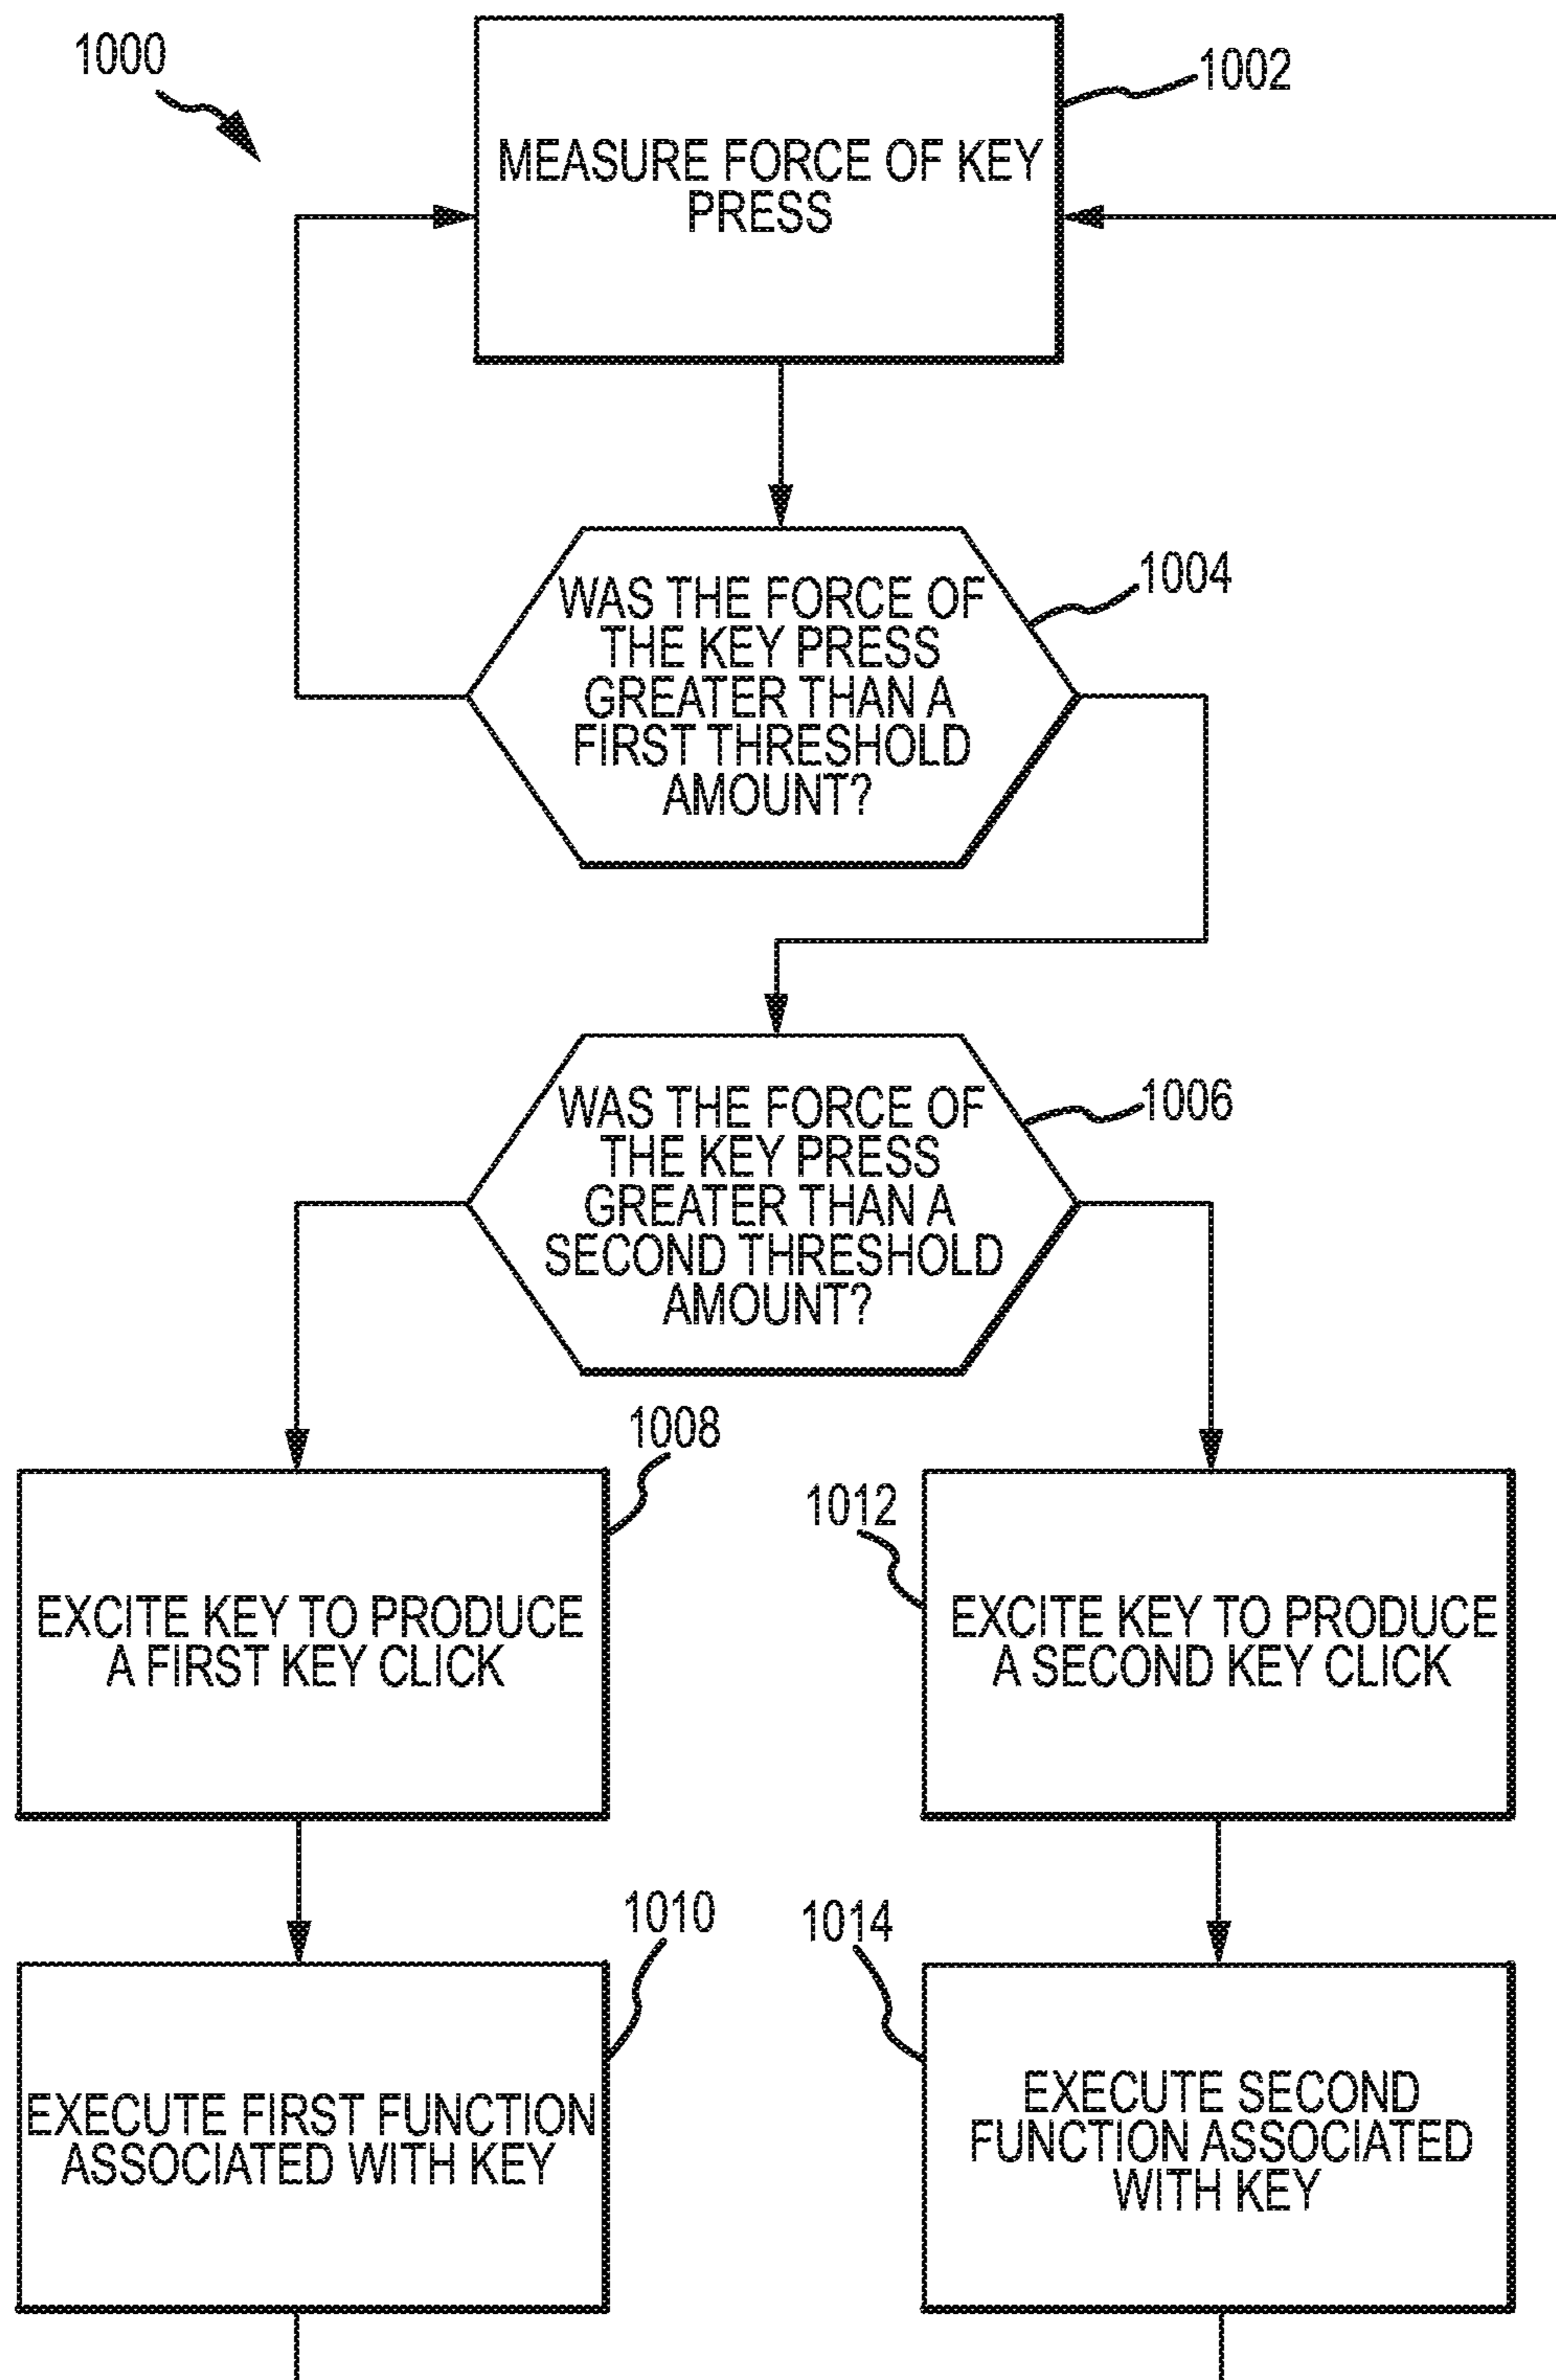 1000
1002
MEASURE FORCE OF KEY
PRESS
1004
WAS THE FORCE OF
THE KEY PRESS
GREATER THAN A
FIRST THRESHOLD
AMOUNT?
1006
WAS THE FORCE OF
THE KEY PRESS
GREATER THAN A
SECOND THRESHOLD
AMOUNT?
1008
EXCITE KEY TO PRODUCE
A FIRST KEY CLICK
1012
EXCITE KEY TO PRODUCE
A SECOND KEY CLICK
1010
EXECUTE FIRST FUNCTION
ASSOCIATED WITH KEY
1014
EXECUTE SECOND
FUNCTION ASSOCIATED
WITH KEY